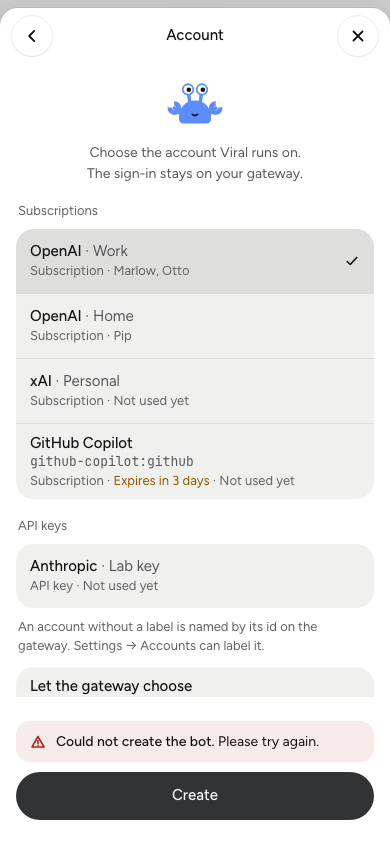 Account
Choose the account Viral runs on.
The sign-in stays on your gateway.
Subscriptions
OpenAI · Work
Subscription · Marlow, Otto
OpenAI · Home
Subscription · Pip
xAI · Personal
Subscription · Not used yet
GitHub Copilot
github-copilot:github
Subscription · Expires in 3 days · Not used yet
API keys
Anthropic · Lab key
API key · Not used yet
An account without a label is named by its id on the
gateway. Settings → Accounts can label it.
Let the gateway choose
Could not create the bot. Please try again.
Create